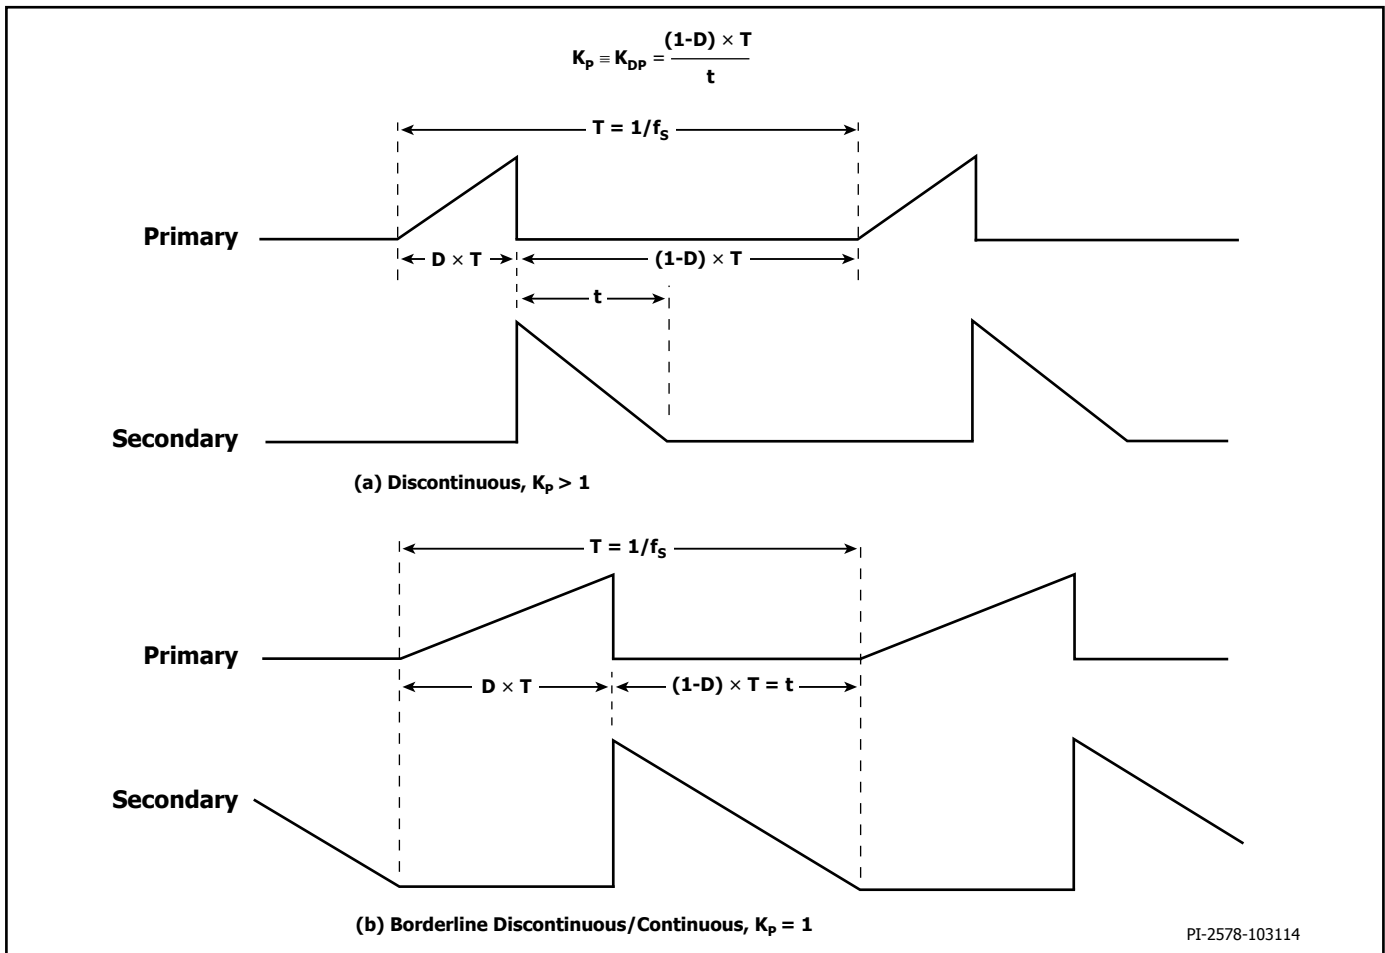 K_P ≡ K_DP = (1-D) × T / t
T = 1/f_S
Primary
D × T
(1-D) × T
t
Secondary
(a) Discontinuous, K_P > 1
T = 1/f_S
Primary
D × T
(1-D) × T = t
Secondary
(b) Borderline Discontinuous/Continuous, K_P = 1
PI-2578-103114